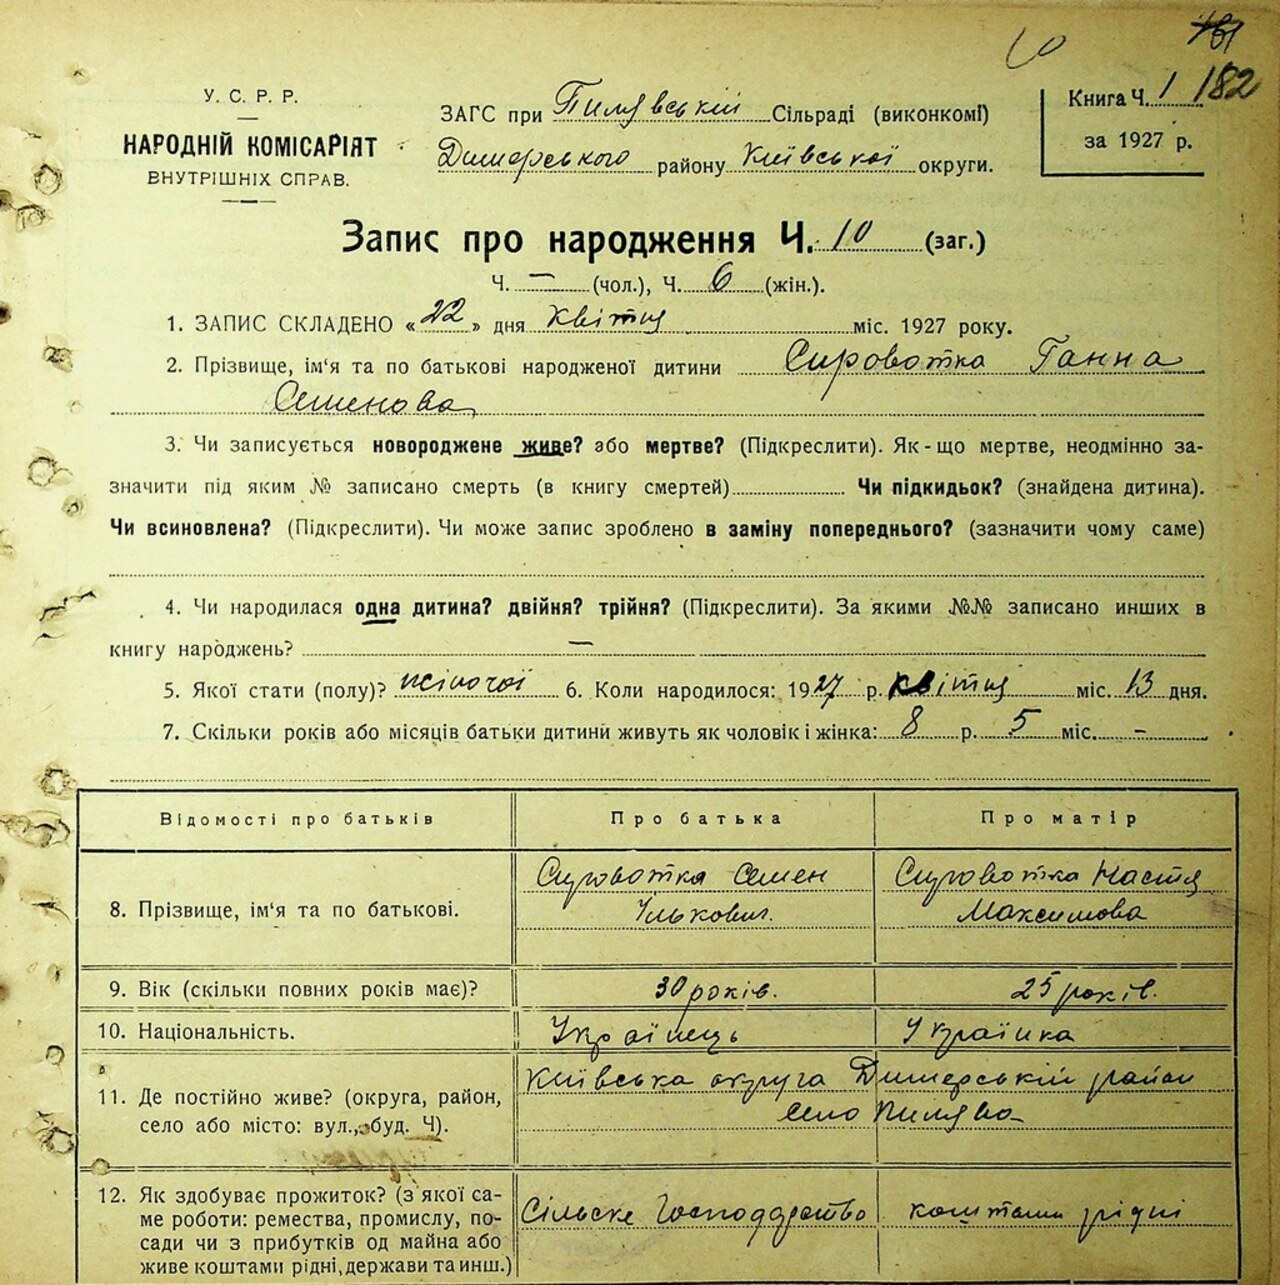 181
10
182
У. С. Р. Р.
НАРОДНІЙ КОМІСАРІЯТ
ВНУТРІШНІХ СПРАВ.
ЗАГС при Пилявській Сільраді (виконкомі)
Димерського району Київської округи.
Книга Ч. 1
за 1927 р.
Запис про народження Ч. 10 (заг.)
Ч. — (чол.), Ч. 6 (жін.).
1. ЗАПИС СКЛАДЕНО «22» дня квітня міс. 1927 року.
2. Прізвище, ім'я та по батькові народженої дитини Сироватка Ганна
Семенова
3. Чи записується новороджене живе? або мертве? (Підкреслити). Як-що мертве, неодмінно за-
значити під яким № записано смерть (в книгу смертей) Чи підкидьок? (знайдена дитина).
Чи всиновлена? (Підкреслити). Чи може запис зроблено в заміну попереднього? (зазначити чому саме)
4. Чи народилася одна дитина? двійня? трійня? (Підкреслити). За якими №№ записано инших в
книгу народжень? —
5. Якої стати (полу)? жіночої 6. Коли народилося: 1927 р. квітня міс. 13 дня.
7. Скільки років або місяців батьки дитини живуть як чоловік і жінка: 8 р. 5 міс. -
Відомості про батьків Про батька Про матір
8. Прізвище, ім'я та по батькові. Сироватка Семен Ількович. Сироватка Настя Максимова
9. Вік (скільки повних років має)? 30 років. 25 років.
10. Національність. Українець Українка
11. Де постійно живе? (округа, район, Київська округа Димерській район
село або місто: вул., буд. Ч). село Пилява
12. Як здобуває прожиток? (з якої са-
ме роботи: ремества, промислу, по- Сільске Господарство коштами рідні
сади чи з прибутків од майна або
живе коштами рідні, держави та инш.)